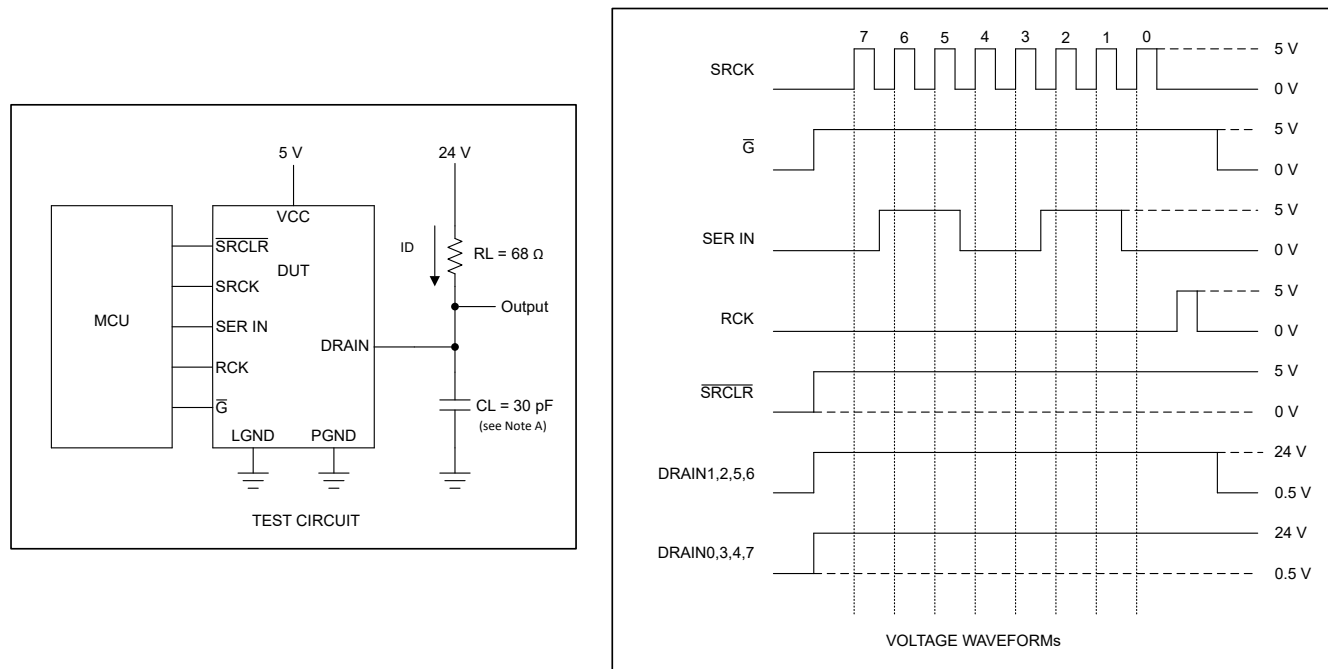 5 V
24 V
VCC
SRCLR
DUT
ID
RL = 68 Ω
SRCK
Output
MCU
SER IN
DRAIN
RCK
G
CL = 30 pF
(see Note A)
LGND
PGND
TEST CIRCUIT
7 6 5 4 3 2 1 0
SRCK
5 V
0 V
G
5 V
0 V
SER IN
5 V
0 V
RCK
5 V
0 V
SRCLR
5 V
0 V
DRAIN1,2,5,6
24 V
0.5 V
DRAIN0,3,4,7
24 V
0.5 V
VOLTAGE WAVEFORMs